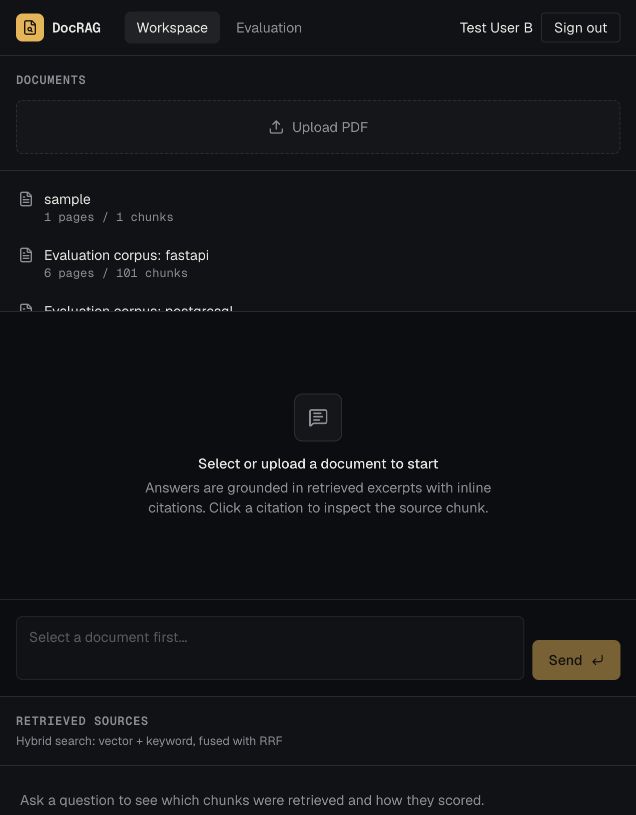 DocRAG
Workspace
Evaluation
Test User B
Sign out
DOCUMENTS
Upload PDF
sample
1 pages / 1 chunks
Evaluation corpus: fastapi
6 pages / 101 chunks
Evaluation corpus: postgresql
Select or upload a document to start
Answers are grounded in retrieved excerpts with inline
citations. Click a citation to inspect the source chunk.
Select a document first...
Send
RETRIEVED SOURCES
Hybrid search: vector + keyword, fused with RRF
Ask a question to see which chunks were retrieved and how they scored.